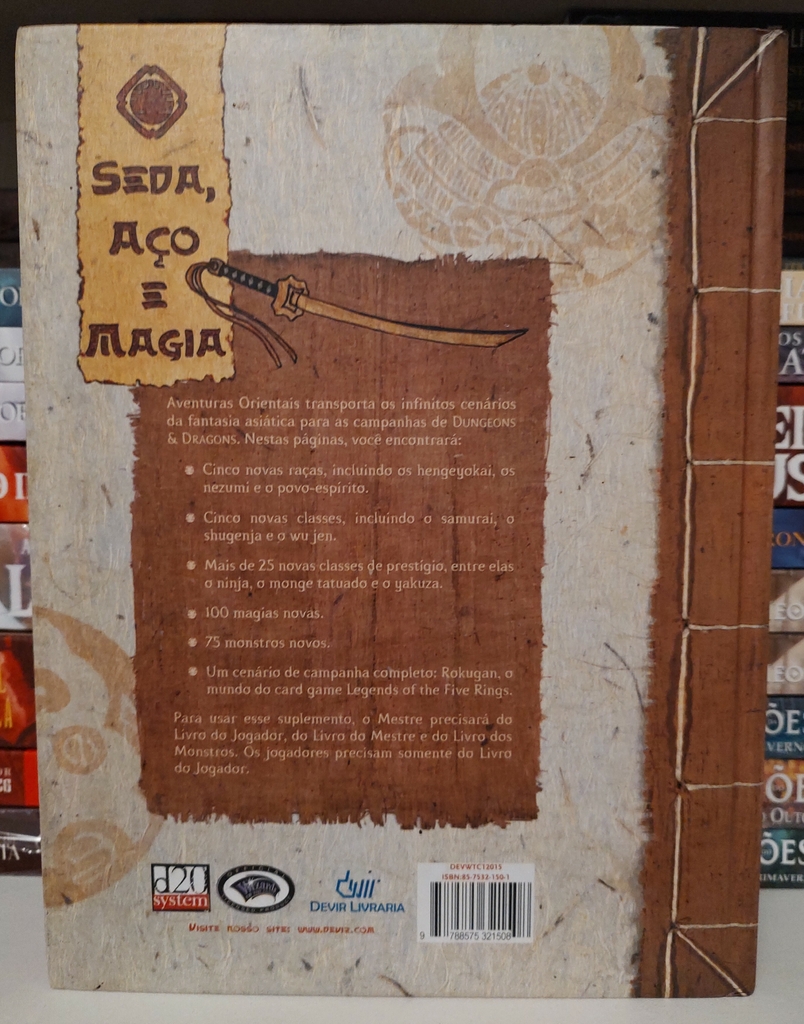 SEDA,
AÇO
E
MAGIA
Aventuras Orientais transporta os infinitos cenários
da fantasia asiática para as campanhas de DUNGEONS
& DRAGONS. Nestas páginas, você encontrará:
Cinco novas raças, incluindo os hengeyokai, os
nezumi e o povo-espírito.
Cinco novas classes, incluindo o samurai, o
shugenja e o wu jen.
Mais de 25 novas classes de prestígio, entre elas
o ninja, o monge tatuado e o yakuza.
100 magias novas.
75 monstros novos.
Um cenário de campanha completo: Rokugan, o
mundo do card game Legends of the Five Rings.
Para usar esse suplemento, o Mestre precisará do
Livro do Jogador, do Livro do Mestre e do Livro dos
Monstros. Os jogadores precisam somente do Livro
do Jogador.
d20
system
Wizards
Devir
DEVIR LIVRARIA
VISITE NOSSO SITE: WWW.DEVIR.COM
DEVWTC12015
ISBN:85-7532-150-1
9 788575 321508